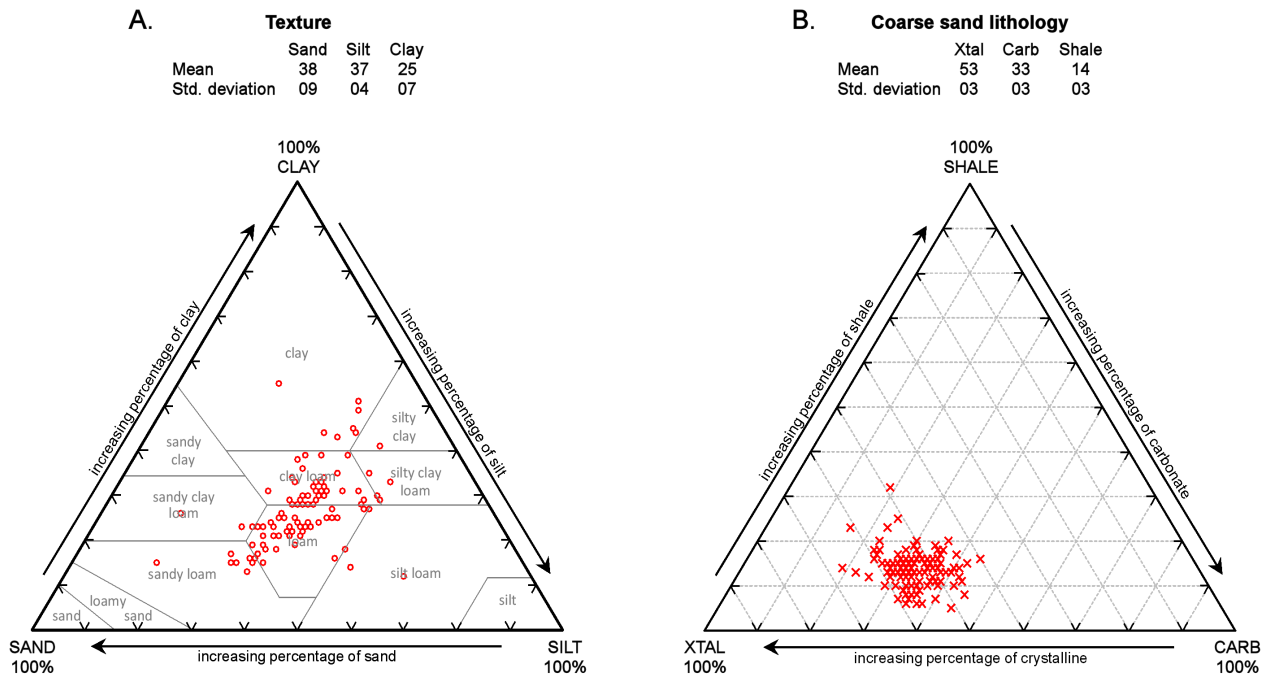 A.
Texture
Sand Silt Clay
Mean 38 37 25
Std. deviation 09 04 07
100%
CLAY
increasing percentage of clay
increasing percentage of silt
clay
silty
clay
sandy
clay
clay loam
silty clay
loam
sandy clay
loam
loam
sandy loam
silt loam
silt
loamy
sand
sand
SAND
100%
increasing percentage of sand
SILT
100%
B.
Coarse sand lithology
Xtal Carb Shale
Mean 53 33 14
Std. deviation 03 03 03
100%
SHALE
increasing percentage of shale
increasing percentage of carbonate
XTAL
100%
increasing percentage of crystalline
CARB
100%